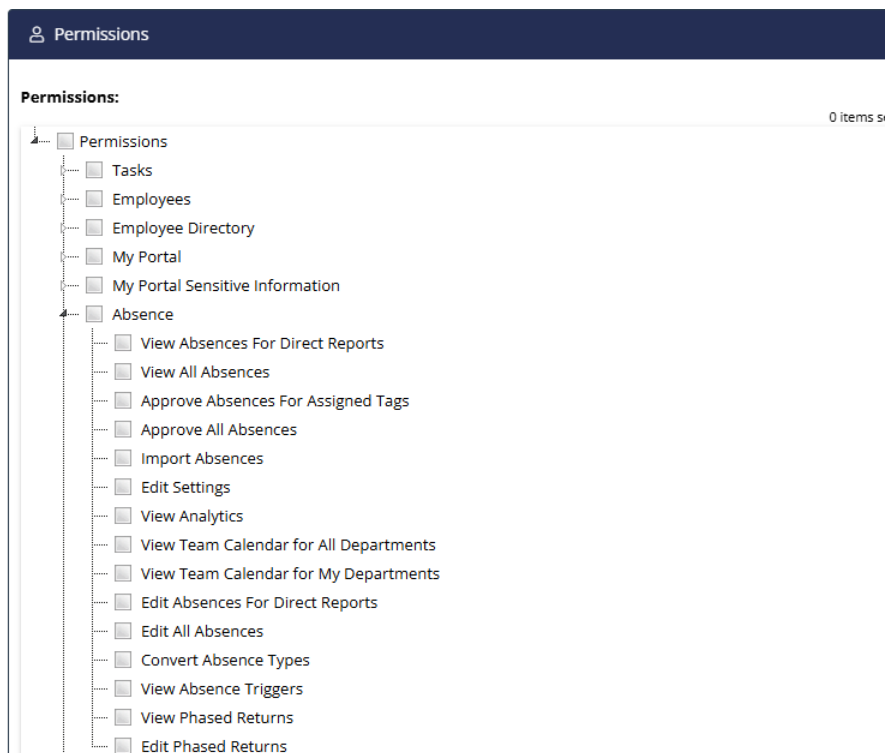 Permissions
Permissions:
0 items
Permissions
Tasks
Employees
Employee Directory
My Portal
My Portal Sensitive Information
Absence
View Absences For Direct Reports
View All Absences
Approve Absences For Assigned Tags
Approve All Absences
Import Absences
Edit Settings
View Analytics
View Team Calendar for All Departments
View Team Calendar for My Departments
Edit Absences For Direct Reports
Edit All Absences
Convert Absence Types
View Absence Triggers
View Phased Returns
Edit Phased Returns